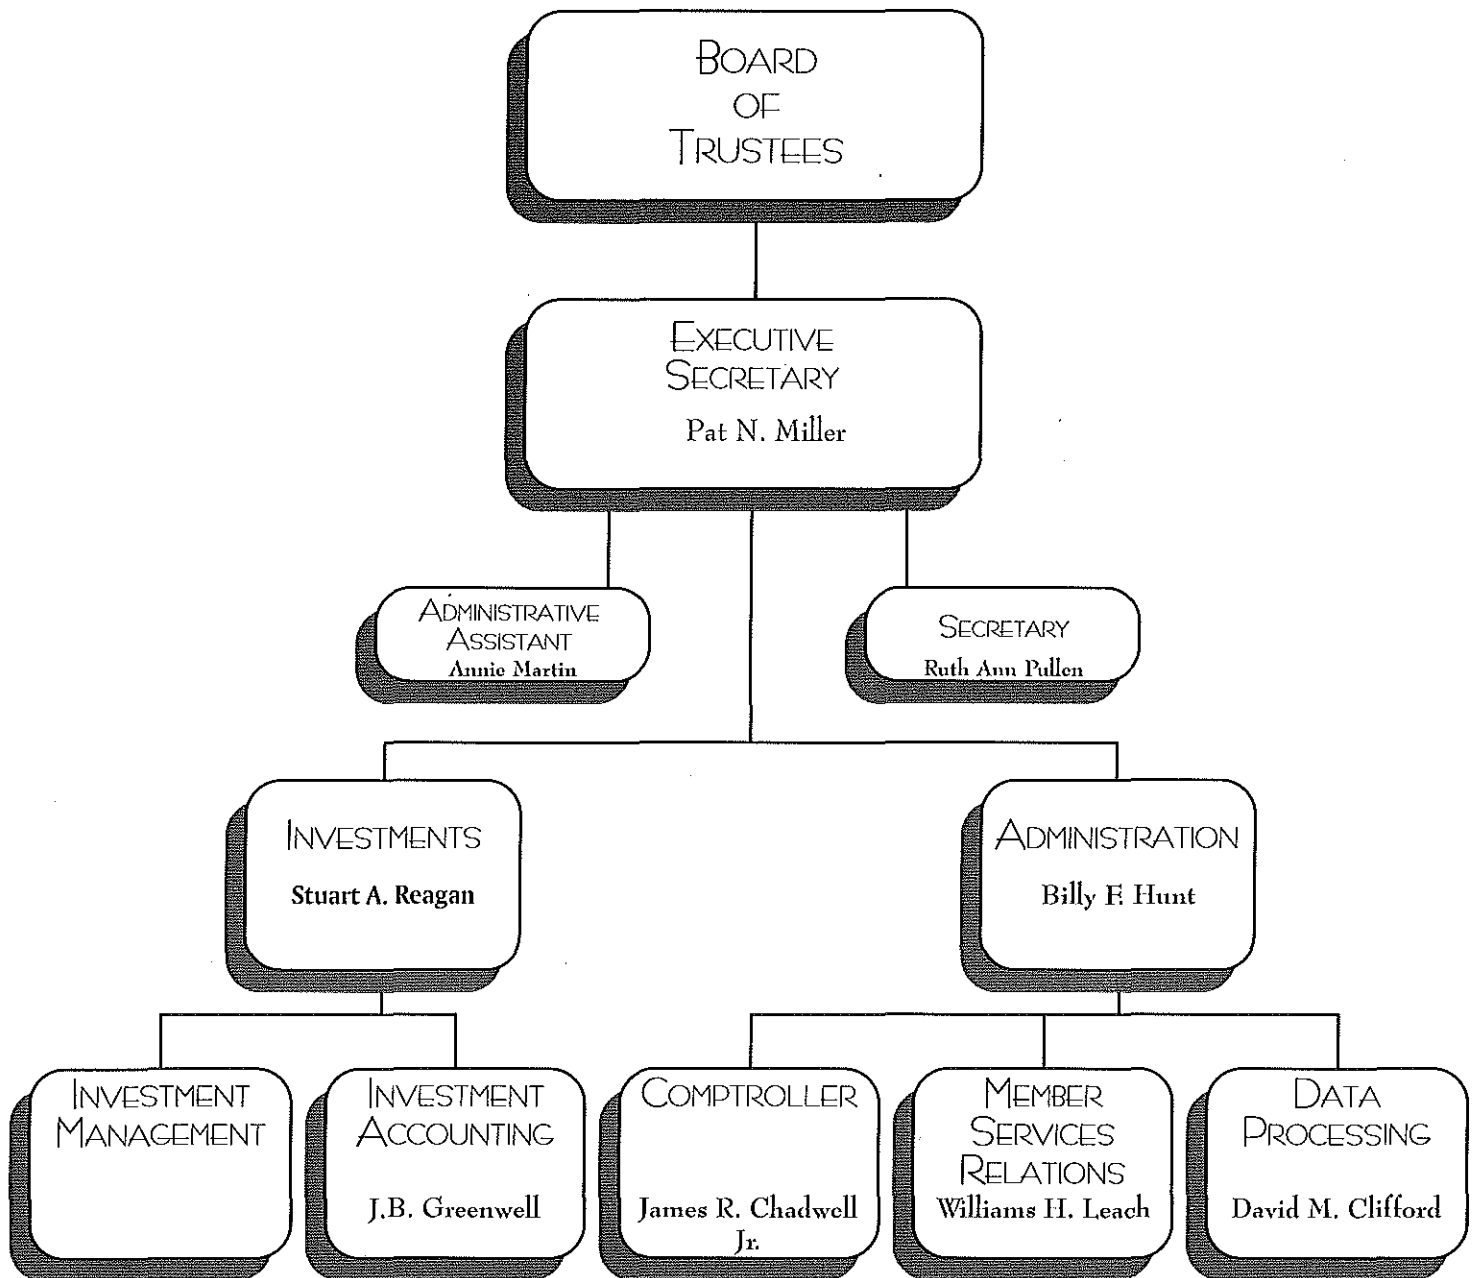 BOARD
OF
TRUSTEES
EXECUTIVE
SECRETARY
Pat N. Miller
ADMINISTRATIVE
ASSISTANT
Annie Martin
SECRETARY
Ruth Ann Pullen
INVESTMENTS
Stuart A. Reagan
ADMINISTRATION
Billy F. Hunt
INVESTMENT
MANAGEMENT
INVESTMENT
ACCOUNTING
J.B. Greenwell
COMPTROLLER
James R. Chadwell
Jr.
MEMBER
SERVICES
RELATIONS
Williams H. Leach
DATA
PROCESSING
David M. Clifford